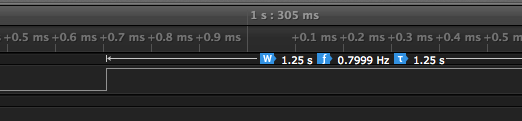 1 s : 305 ms
+0.5 ms +0.6 ms +0.7 ms +0.8 ms +0.9 ms +0.1 ms +0.2 ms +0.3 ms +0.4 ms +0.5 m
W 1.25 s f 0.7999 Hz τ 1.25 s